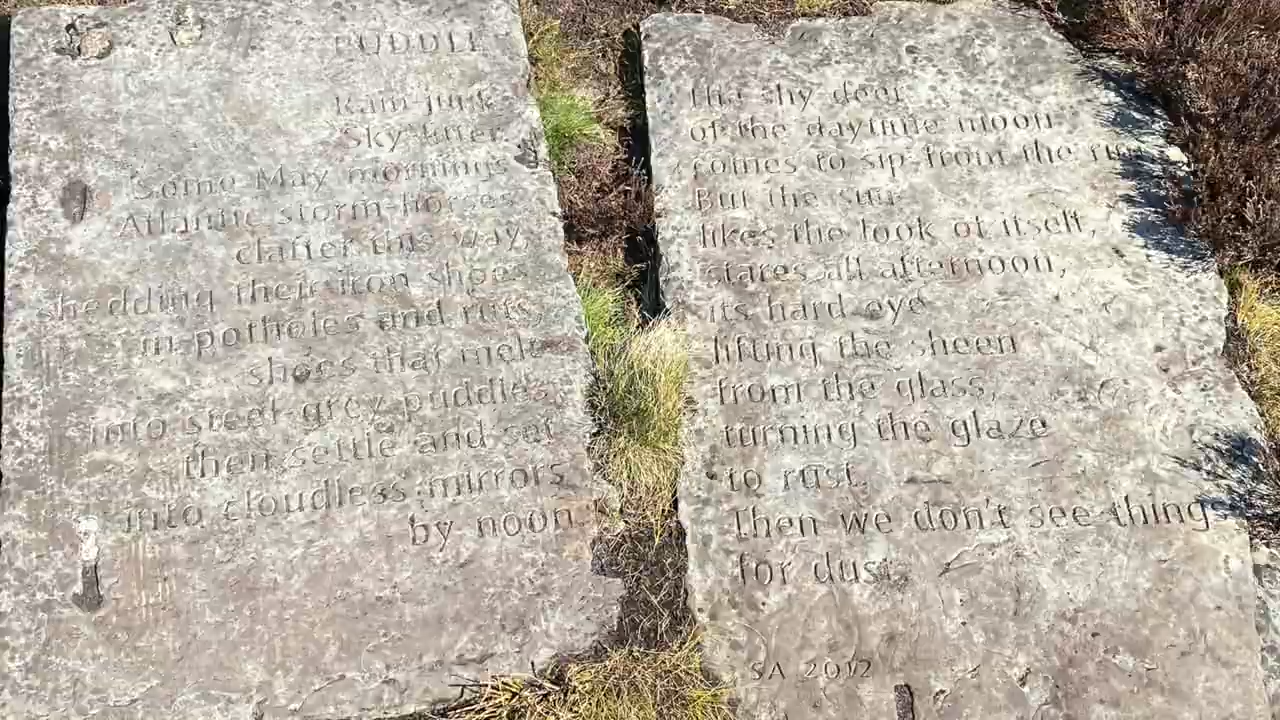 PUDDLE
Rain-junk.
Sky-litter.
Some May mornings
Atlantic storm-horses
clatter this way,
shedding their iron shoes
in potholes and ruts,
shoes that melt
into steel-grey puddles
then settle and set
into cloudless mirrors
by noon.
The shy deer
of the daytime moon
comes to sip from the rim.
But the sun
likes the look of itself,
stares all afternoon,
its hard eye
lifting the sheen
from the glass,
turning the glaze
to rust.
Then we don't see things
for dust.
SA 2012